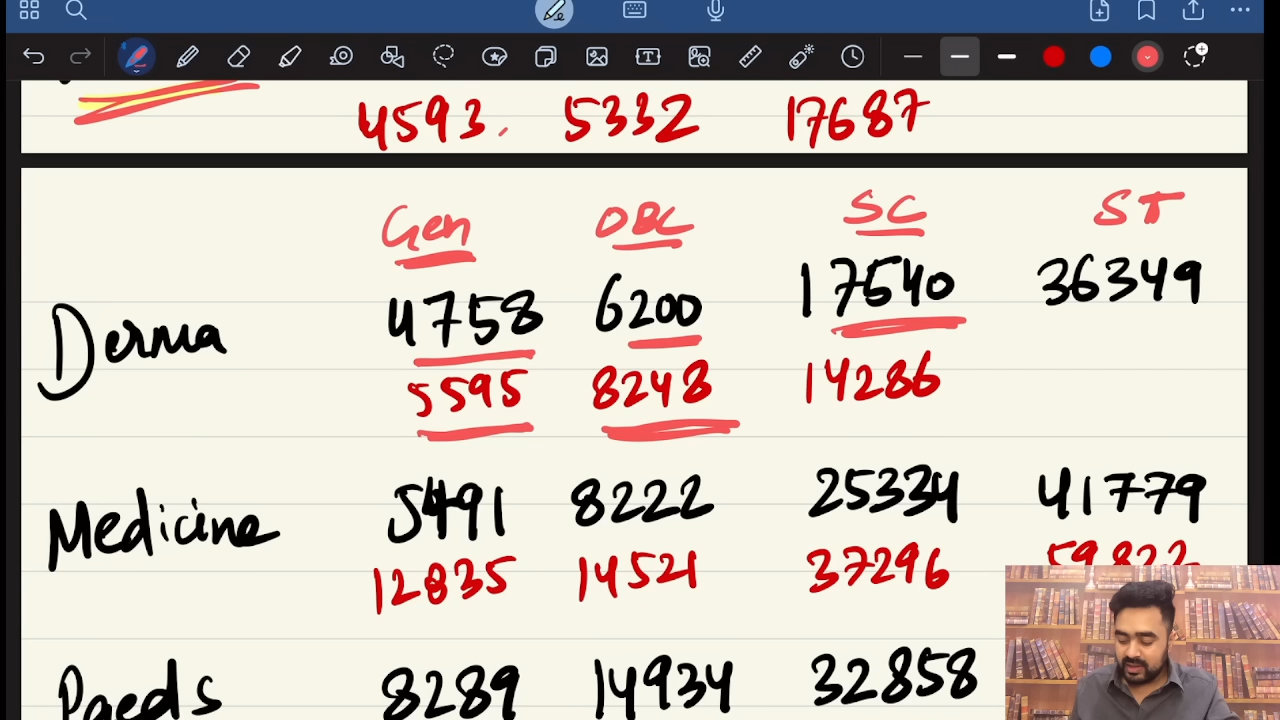 4593. 5332 17687
Gen OBC SC ST
Derma 4758 6200 17540 36349
5595 8248 14286
Medicine 5491 8222 25334 41779
12835 14521 37296 59822
Paeds 8289 14934 32858